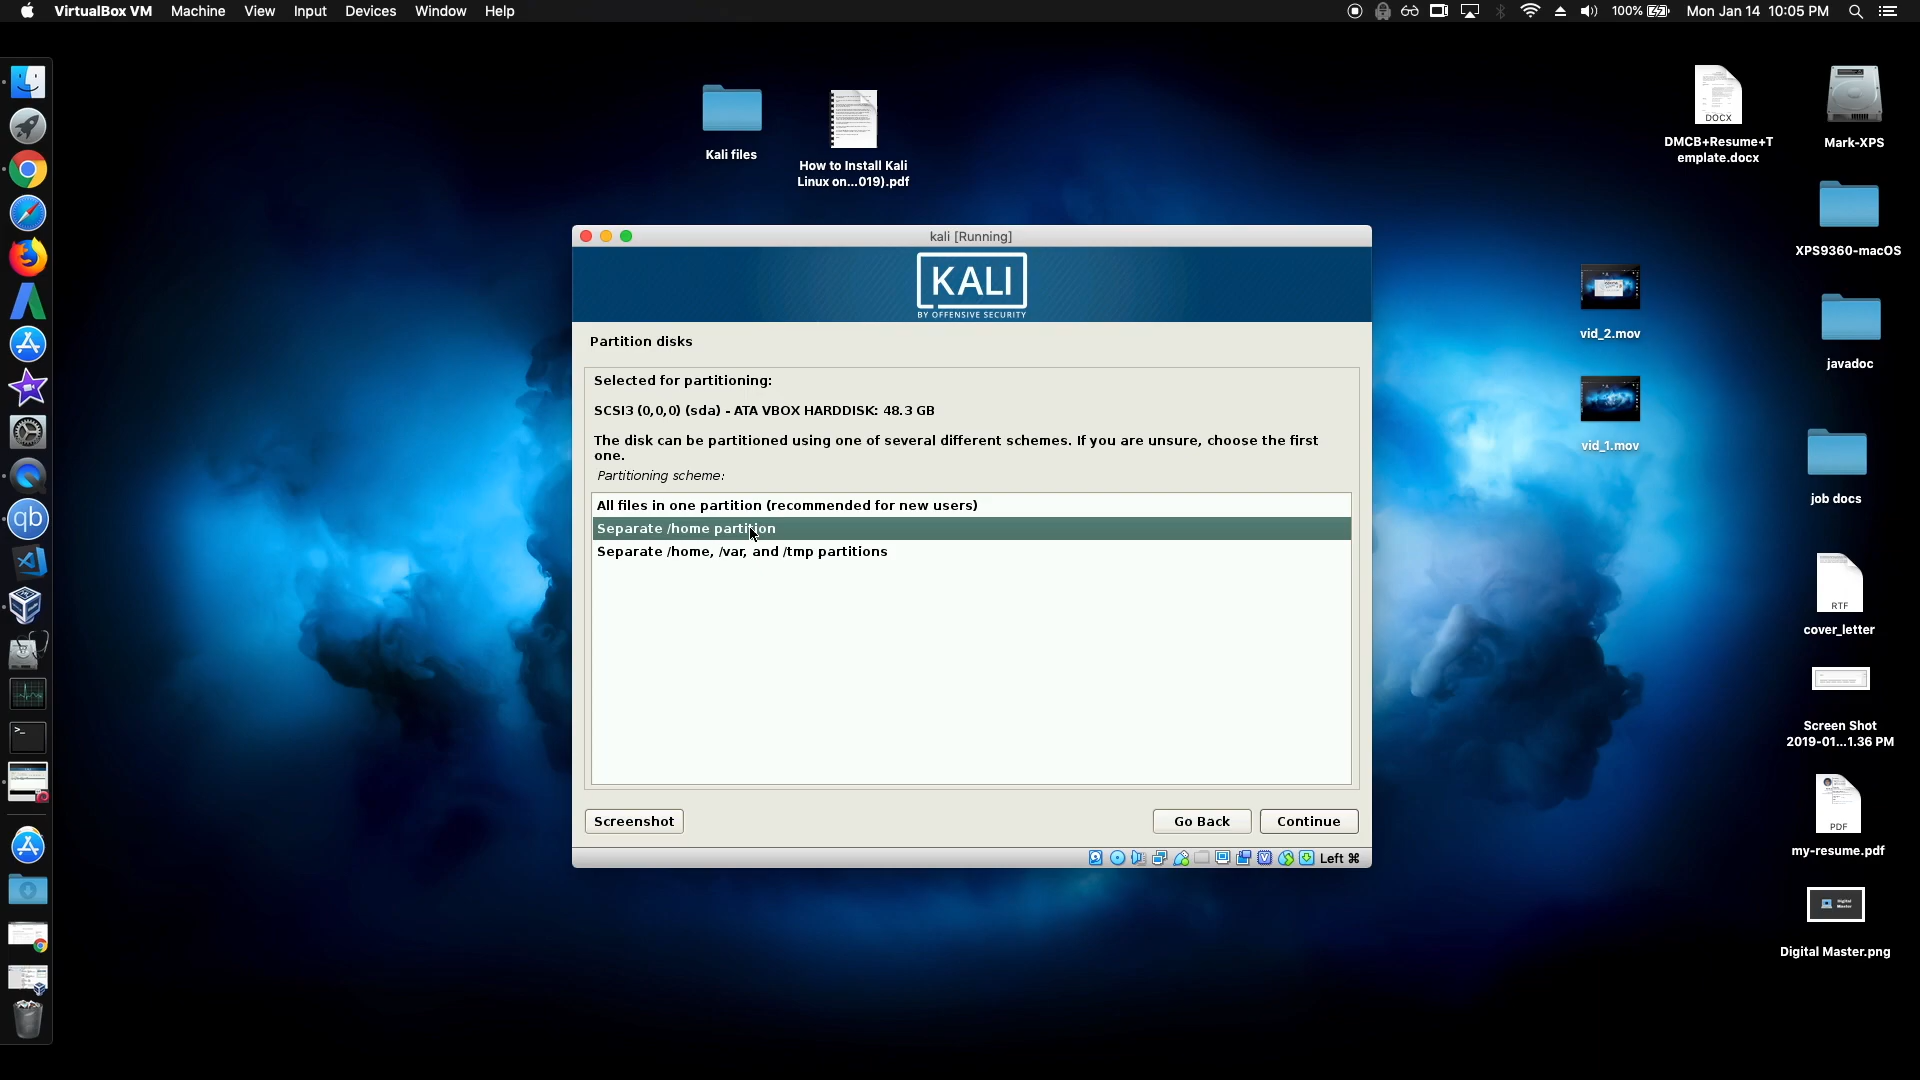 VirtualBox VM Machine View Input Devices Window Help
100% Mon Jan 14 10:05 PM
Kali files
How to Install Kali
Linux on...019).pdf
DOCX
DMCB+Resume+T
emplate.docx
Mark-XPS
XPS9360-macOS
vid_2.mov
javadoc
vid_1.mov
job docs
RTF
cover_letter
Screen Shot
2019-01...1.36 PM
PDF
my-resume.pdf
Digital
Master
Digital Master.png
kali [Running]
KALI
BY OFFENSIVE SECURITY
Partition disks
Selected for partitioning:
SCSI3 (0,0,0) (sda) - ATA VBOX HARDDISK: 48.3 GB
The disk can be partitioned using one of several different schemes. If you are unsure, choose the first
one.
Partitioning scheme:
All files in one partition (recommended for new users)
Separate /home partition
Separate /home, /var, and /tmp partitions
Screenshot Go Back Continue
Left ⌘
qb
>_